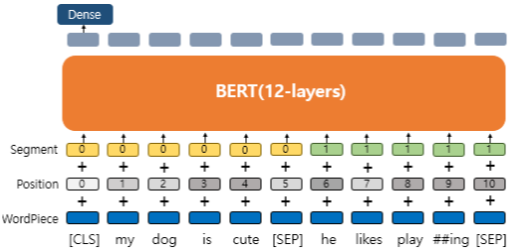 Dense
BERT(12-layers)
Segment 0 0 0 0 0 0 1 1 1 1 1
Position 0 1 2 3 4 5 6 7 8 9 10
WordPiece
[CLS] my dog is cute [SEP] he likes play ##ing [SEP]